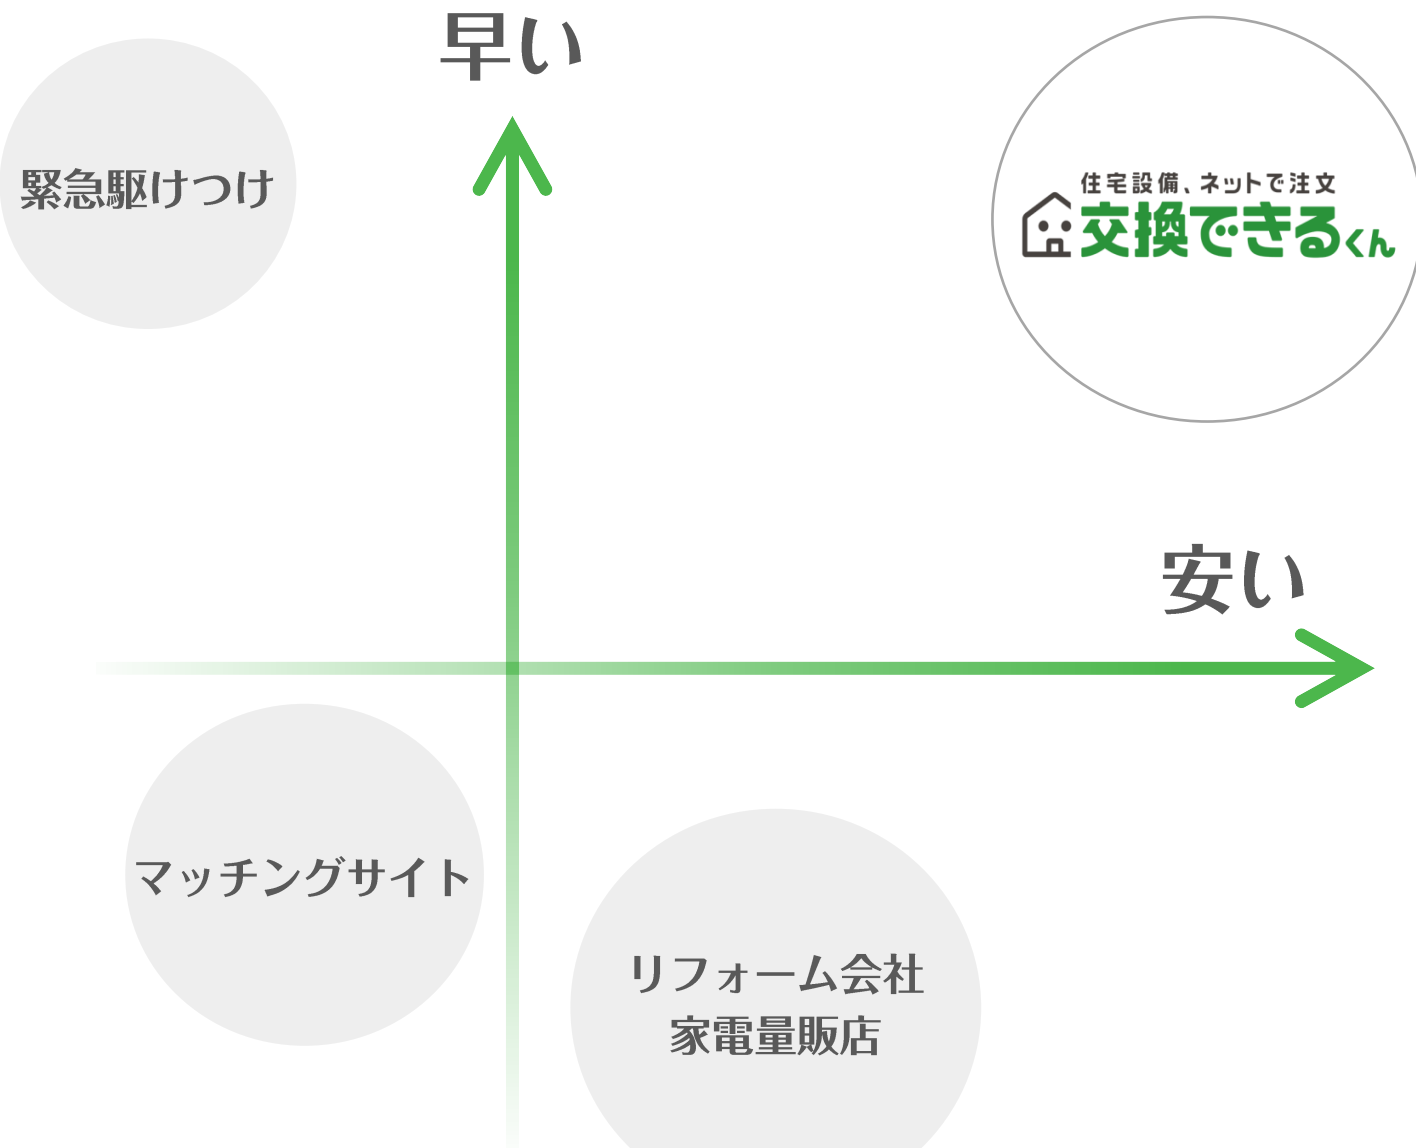 早い
緊急駆けつけ
住宅設備、ネットで注文
交換できるくん
安い
マッチングサイト
リフォーム会社
家電量販店